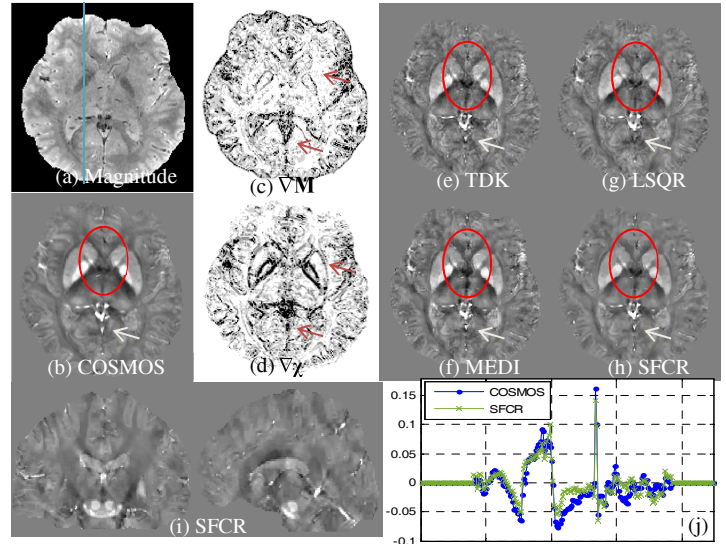 (a) Magnitude
(c) ∇M
(e) TDK
(g) LSQR
(b) COSMOS
(d) ∇χ
(f) MEDI
(h) SFCR
(i) SFCR
COSMOS
SFCR
0.15
0.1
0.05
0
-0.05
-0.1
(j)